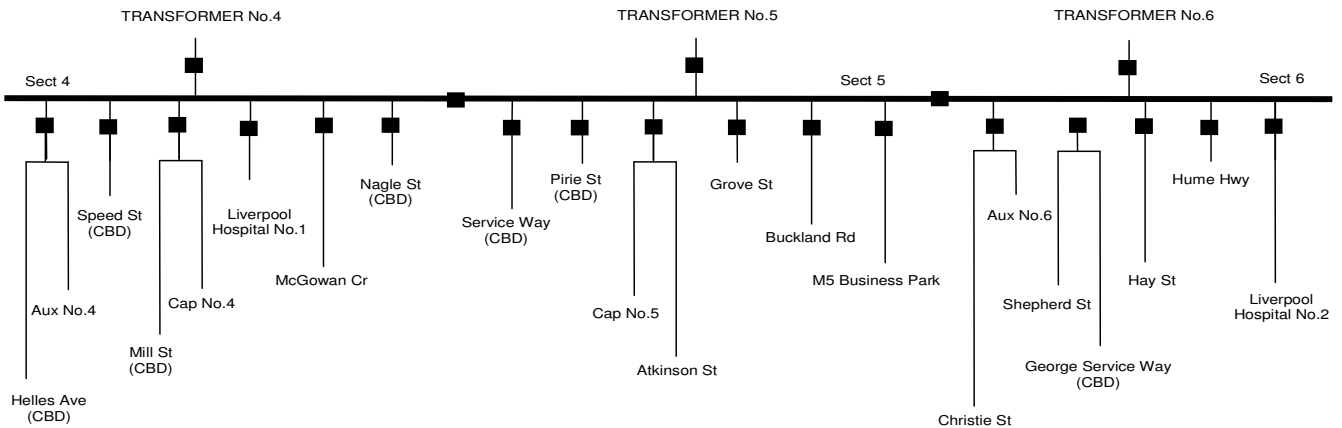 TRANSFORMER No.4
TRANSFORMER No.5
TRANSFORMER No.6
Sect 4
Sect 5
Sect 6
Helles Ave
(CBD)
Aux No.4
Speed St
(CBD)
Mill St
(CBD)
Cap No.4
Liverpool
Hospital No.1
McGowan Cr
Nagle St
(CBD)
Service Way
(CBD)
Pirie St
(CBD)
Cap No.5
Atkinson St
Grove St
Buckland Rd
M5 Business Park
Christie St
Aux No.6
Shepherd St
George Service Way
(CBD)
Hay St
Hume Hwy
Liverpool
Hospital No.2